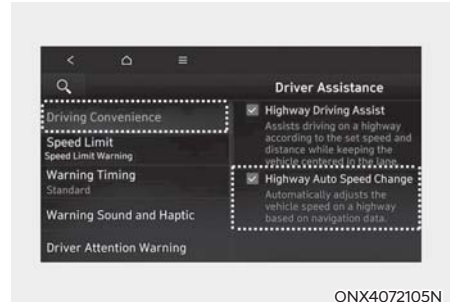 Driver Assistance
Driving Convenience
Speed Limit
Speed Limit Warning
Warning Timing
Standard
Warning Sound and Haptic
Driver Attention Warning
Highway Driving Assist
Assists driving on a highway
according to the set speed and
distance while keeping the
vehicle centered in the lane.
Highway Auto Speed Change
Automatically adjusts the
vehicle speed on a highway
based on navigation data.
ONX4072105N